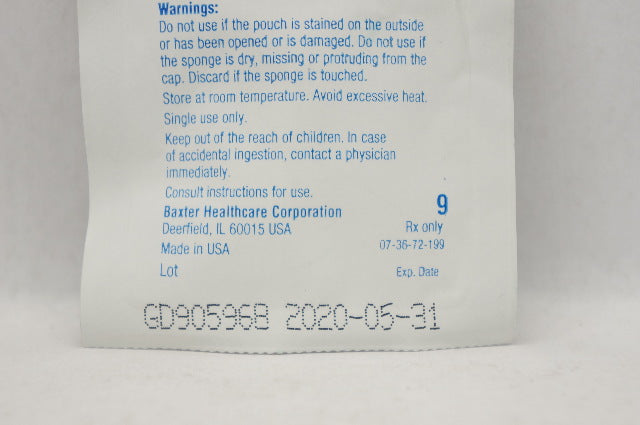 Warnings:
Do not use if the pouch is stained on the outside
or has been opened or is damaged. Do not use if
the sponge is dry, missing or protruding from the
cap. Discard if the sponge is touched.
Store at room temperature. Avoid excessive heat.
Single use only.
Keep out of the reach of children. In case
of accidental ingestion, contact a physician
immediately.
Consult instructions for use.
Baxter Healthcare Corporation 9
Deerfield, IL 60015 USA Rx only
Made in USA 07-36-72-199
Lot Exp. Date
GD905968 2020-05-31